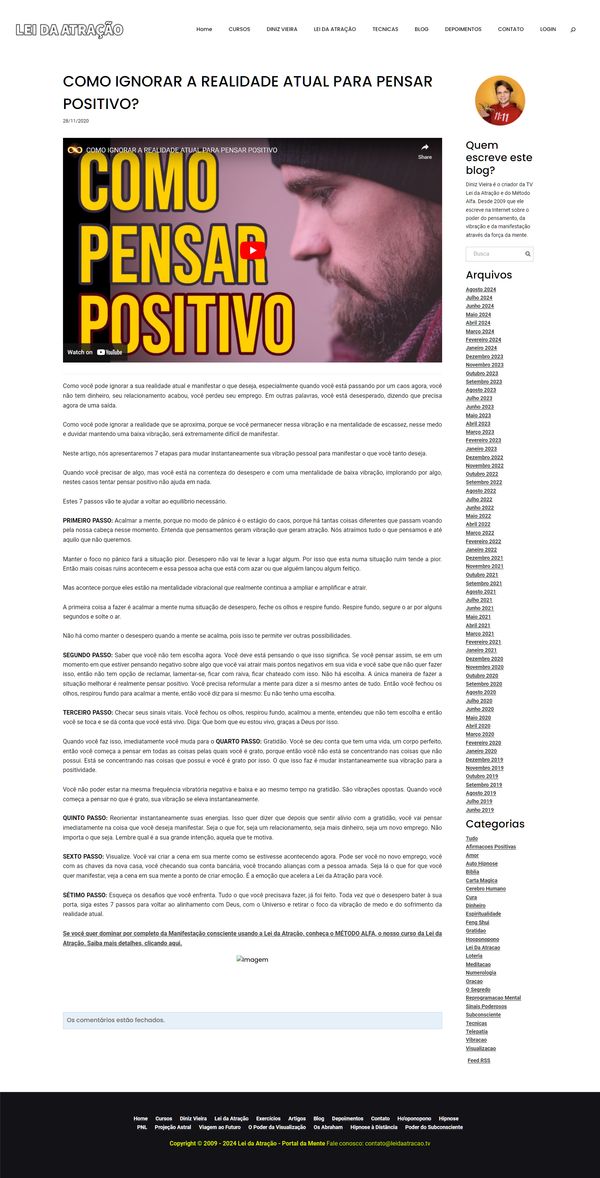 LEI DA ATRAÇÃO
Home CURSOS DINIZ VIEIRA LEI DA ATRAÇÃO TECNICAS BLOG DEPOIMENTOS CONTATO LOGIN
COMO IGNORAR A REALIDADE ATUAL PARA PENSAR
POSITIVO?
28/11/2020
COMO IGNORAR A REALIDADE ATUAL PARA PENSAR POSITIVO
Share
COMO
PENSAR
POSITIVO
Watch on YouTube
Como você pode ignorar a sua realidade atual e manifestar o que deseja, especialmente quando você está passando por um caos agora; você
não tem dinheiro, seu relacionamento acabou, você perdeu seu emprego. Em outras palavras, você está desesperado, dizendo que precisa
agora de uma saída.
Como você pode ignorar a realidade que se aproxima, porque se você permanecer nessa vibração e na mentalidade de escassez, nesse medo
e duvidar mantendo uma baixa vibração, será extremamente difícil de manifestar.
Neste artigo, nós apresentaremos 7 etapas para mudar instantaneamente sua vibração pessoal para manifestar o que você tanto deseja.
Quando você precisar de algo, mas você está na correnteza do desespero e com uma mentalidade de baixa vibração, implorando por algo,
nestes casos tentar pensar positivo não ajuda em nada.
Estes 7 passos vão te ajudar a voltar ao equilíbrio necessário.
PRIMEIRO PASSO: Acalmar a mente, porque no modo de pânico é o estágio do caos, porque há tantas coisas diferentes que passam voando
pela nossa cabeça nesse momento. Entenda que pensamentos geram vibração que geram atração. Nós atraímos tudo o que pensamos e até
aquilo que não queremos.
Manter o foco no pânico fará a situação pior. Desespero não vai te levar a lugar algum. Por isso que esta numa situação ruim tende a pior.
Então mais coisas ruins acontecem e essa pessoa acha que está com azar ou que alguém lançou algum feitiço.
Mas acontece porque eles estão na mentalidade vibracional que realmente continua a ampliar e amplificar e atrair.
A primeira coisa a fazer é acalmar a mente numa situação de desespero, feche os olhos e respire fundo. Respire fundo, segure o ar por alguns
segundos e solte o ar.
Não há como manter o desespero quando a mente se acalma, pois isso te permite ver outras possibilidades.
SEGUNDO PASSO: Saber que você não tem escolha agora. Você deve está pensando o que isso significa. Se você pensar assim, se em um
momento em que estiver pensando negativo sobre algo que você vai atrair mais pontos negativos em sua vida e você sabe que não quer fazer
isso, então não tem opção de reclamar, lamentar-se, ficar com raiva, ficar chateado com isso. Não há escolha. A única maneira de fazer a
situação melhorar é realmente pensar positivo. Você precisa reformular a mente para dizer a si mesmo antes de tudo. Então você fechou os
olhos, respirou fundo para acalmar a mente, então você diz para si mesmo: Eu não tenho uma escolha.
TERCEIRO PASSO: Checar seus sinais vitais. Você fechou os olhos, respirou fundo, acalmou a mente, entendeu que não tem escolha e então
você se toca e se dá conta que você está vivo. Diga: Que bom que eu estou vivo, graças a Deus por isso.
Quando você faz isso, imediatamente você muda para o QUARTO PASSO: Gratidão. Você se deu conta que tem uma vida, um corpo perfeito,
então você começa a pensar em todas as coisas pelas quais você é grato, porque então você não está se concentrando nas coisas que não
possui. Está se concentrando nas coisas que possui e você é grato por isso. O que isso faz é mudar instantaneamente sua vibração para a
positividade.
Você não pode estar na mesma frequência vibratória negativa e baixa e ao mesmo tempo na gratidão. São vibrações opostas. Quando você
começa a pensar no que é grato, sua vibração se eleva instantaneamente.
QUINTO PASSO: Reorientar instantaneamente suas energias. Isso quer dizer que depois que sentir alívio com a gratidão, você vai pensar
imediatamente na coisa que você deseja manifestar. Seja o que for, seja um relacionamento, seja mais dinheiro, seja um novo emprego. Não
importa o que seja. Lembre qual é a sua grande intenção, aquela que te motiva.
SEXTO PASSO: Visualize. Você vai criar a cena em sua mente como se estivesse acontecendo agora. Pode ser você no novo emprego, você
com as chaves da nova casa, você checando sua conta bancária, você trocando alianças com a pessoa amada. Seja lá o que for que você
quer manifestar, veja a cena em sua mente a ponto de criar emoção. É a emoção que acelera a Lei da Atração para você.
SÉTIMO PASSO: Esqueça os desafios que você enfrenta. Tudo o que você precisava fazer, já foi feito. Toda vez que o desespero bater à sua
porta, siga estes 7 passos para voltar ao alinhamento com Deus, com o Universo e retirar o foco da vibração de medo e do sofrimento da
realidade atual.
Se você quer dominar por completo da Manifestação consciente usando a Lei da Atração, conheça o MÉTODO ALFA, o nosso curso da Lei da
Atração. Saiba mais detalhes, clicando aqui.
Imagem
Os comentários estão fechados.
11:11
Quem
escreve este
blog?
Diniz Vieira é o criador da TV
Lei da Atração e do Método
Alfa. Desde 2009 que ele
escreve na Internet sobre o
poder do pensamento, da
vibração e da manifestação
através da força da mente.
Busca
Arquivos
Agosto 2024
Julho 2024
Junho 2024
Maio 2024
Abril 2024
Março 2024
Fevereiro 2024
Janeiro 2024
Dezembro 2023
Novembro 2023
Outubro 2023
Setembro 2023
Agosto 2023
Julho 2023
Junho 2023
Maio 2023
Abril 2023
Março 2023
Fevereiro 2023
Janeiro 2023
Dezembro 2022
Novembro 2022
Outubro 2022
Setembro 2022
Agosto 2022
Julho 2022
Junho 2022
Maio 2022
Abril 2022
Março 2022
Fevereiro 2022
Janeiro 2022
Dezembro 2021
Novembro 2021
Outubro 2021
Setembro 2021
Agosto 2021
Julho 2021
Junho 2021
Maio 2021
Abril 2021
Março 2021
Fevereiro 2021
Janeiro 2021
Dezembro 2020
Novembro 2020
Outubro 2020
Setembro 2020
Agosto 2020
Julho 2020
Junho 2020
Maio 2020
Abril 2020
Março 2020
Fevereiro 2020
Janeiro 2020
Dezembro 2019
Novembro 2019
Outubro 2019
Setembro 2019
Agosto 2019
Julho 2019
Junho 2019
Categorias
Tudo
Afirmacoes Positivas
Amor
Auto Hipnose
Biblia
Carta Magica
Cerebro Humano
Cura
Dinheiro
Espiritualidade
Feng Shui
Gratidao
Hooponopono
Lei Da Atracao
Loteria
Meditacao
Numerologia
Oracao
O Segredo
Reprogramacao Mental
Sinais Poderosos
Subconsciente
Tecnicas
Telepatia
Vibracao
Visualizacao
Feed RSS
Home Cursos Diniz Vieira Lei da Atração Exercícios Artigos Blog Depoimentos Contato Ho'oponopono Hipnose
PNL Projeção Astral Viagem ao Futuro O Poder da Visualização Os Abraham Hipnose à Distância Poder do Subconsciente
Copyright © 2009 - 2024 Lei da Atração - Portal da Mente Fale conosco: contato@leidaatracao.tv